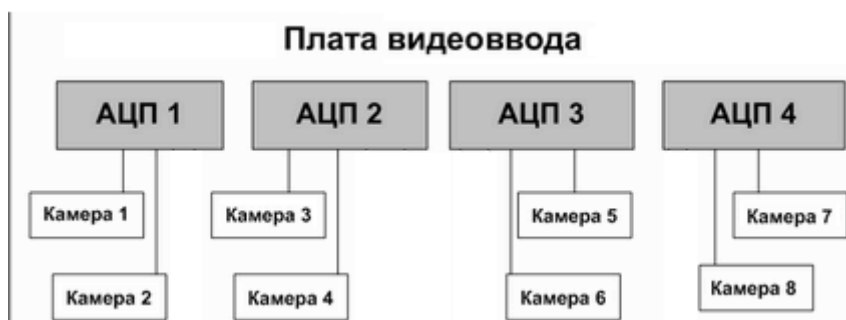 Плата видеоввода
АЦП 1
АЦП 2
АЦП 3
АЦП 4
Камера 1
Камера 3
Камера 5
Камера 7
Камера 2
Камера 4
Камера 6
Камера 8